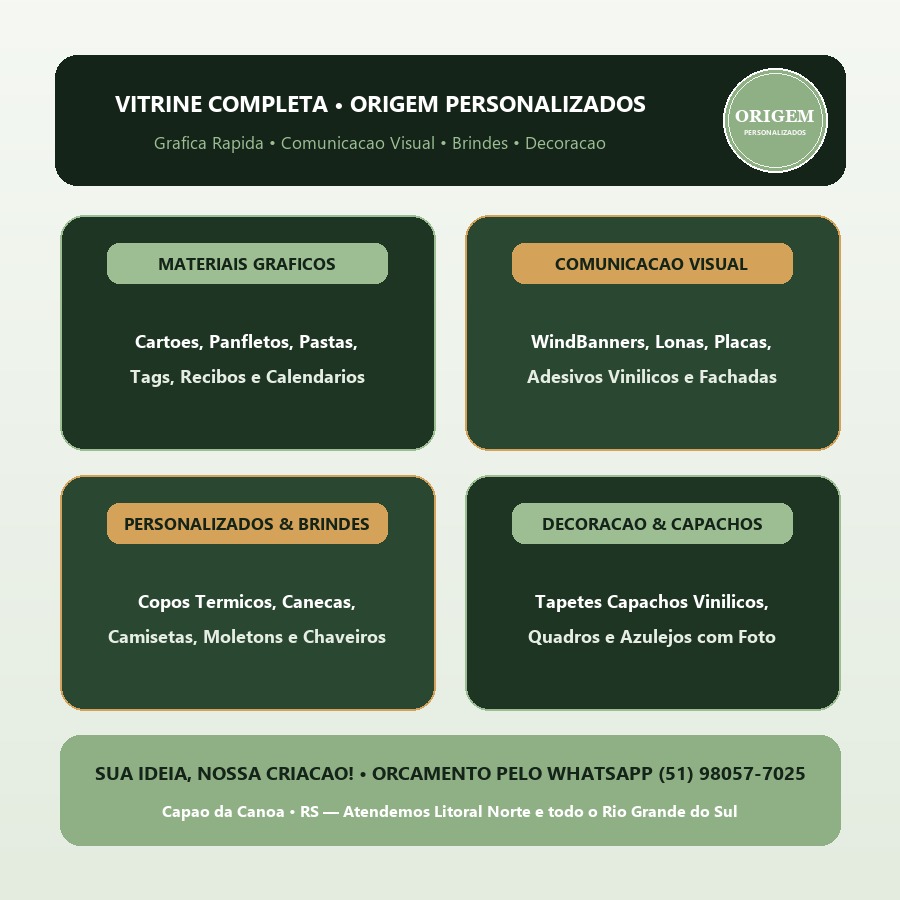 VITRINE COMPLETA • ORIGEM PERSONALIZADOS
Grafica Rapida • Comunicacao Visual • Brindes • Decoracao
ORIGEM
PERSONALIZADOS
MATERIAIS GRAFICOS
Cartoes, Panfletos, Pastas,
Tags, Recibos e Calendarios
COMUNICACAO VISUAL
WindBanners, Lonas, Placas,
Adesivos Vinilicos e Fachadas
PERSONALIZADOS & BRINDES
Copos Termicos, Canecas,
Camisetas, Moletons e Chaveiros
DECORACAO & CAPACHOS
Tapetes Capachos Vinilicos,
Quadros e Azulejos com Foto
SUA IDEIA, NOSSA CRIACAO! • ORCAMENTO PELO WHATSAPP (51) 98057-7025
Capao da Canoa • RS — Atendemos Litoral Norte e todo o Rio Grande do Sul